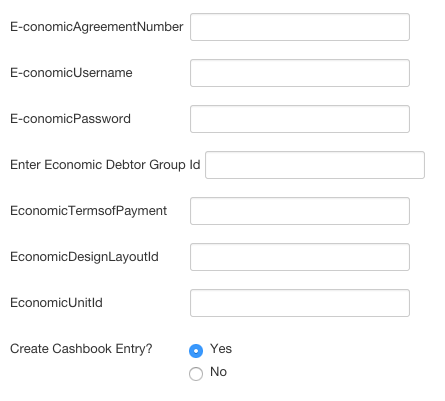 E-conomicAgreementNumber
E-conomicUsername
E-conomicPassword
Enter Economic Debtor Group Id
EconomicTermsofPayment
EconomicDesignLayoutId
EconomicUnitId
Create Cashbook Entry? Yes
No